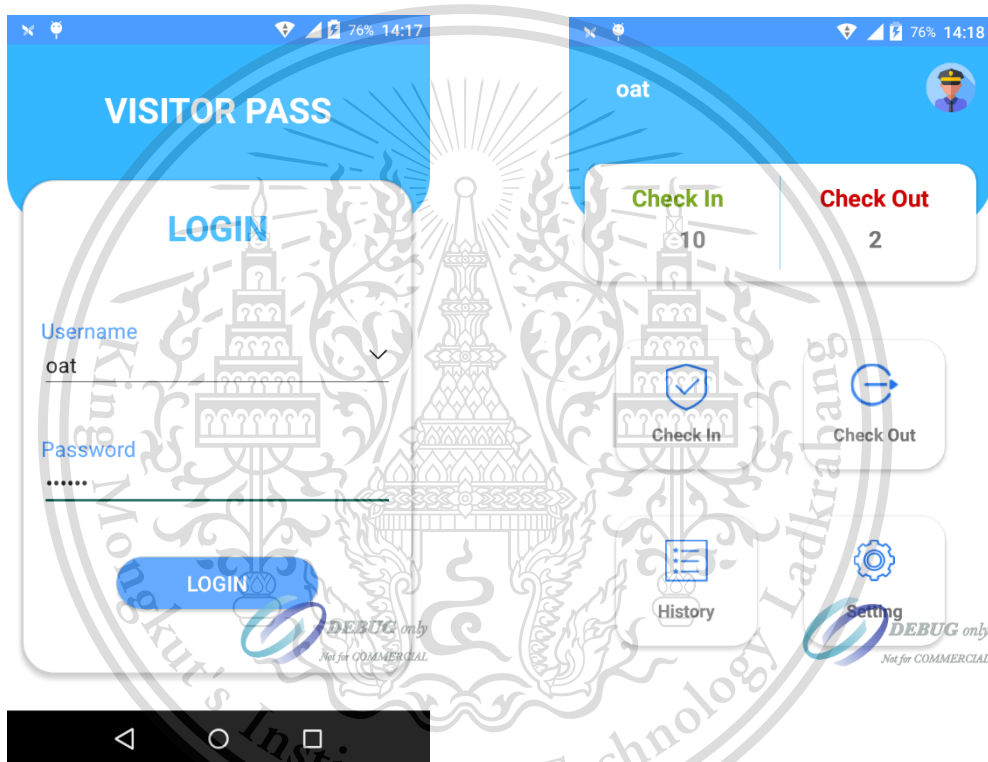 76% 14:17
VISITOR PASS
LOGIN
Username
oat
Password
••••••
LOGIN
DEBUG only
Not for COMMERCIAL
76% 14:18
oat
Check In
10
Check Out
2
Check In
Check Out
History
Setting
DEBUG only
Not for COMMERCIAL
King Mongkut's Institute of Technology Ladkrabang